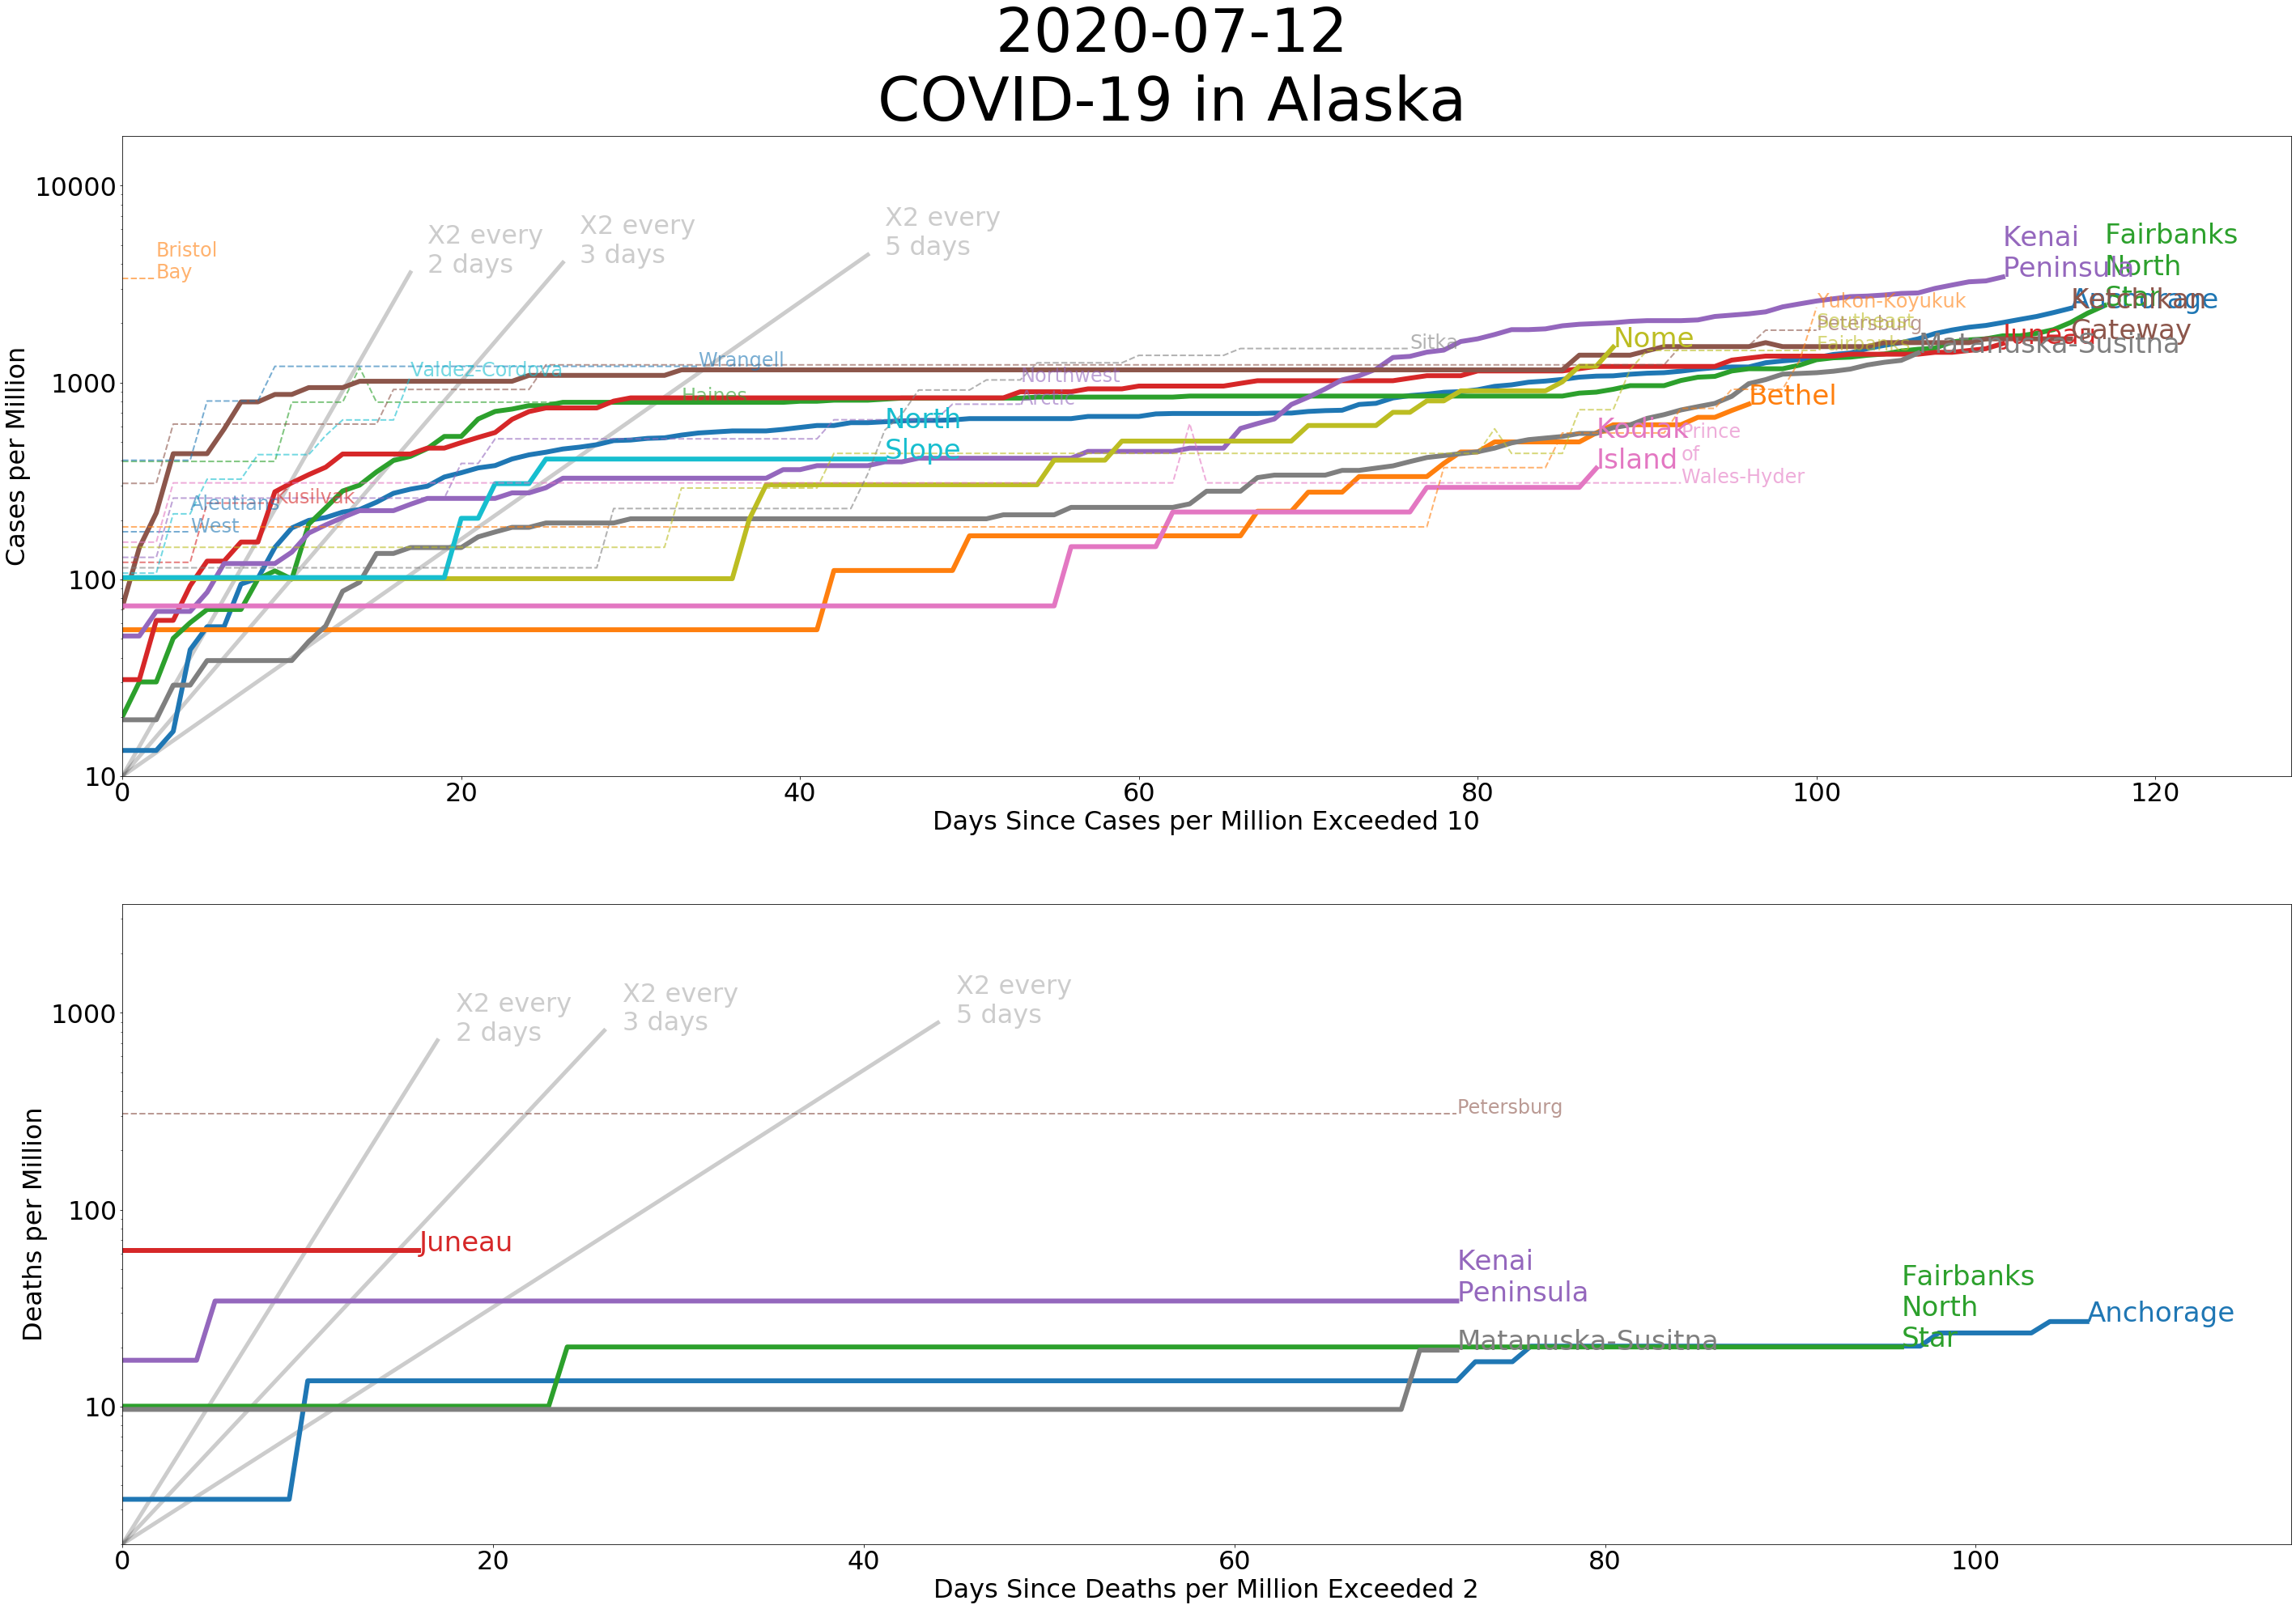 2020-07-12
COVID-19 in Alaska
Cases per Million
10000
1000
100
10
Bristol
Bay
X2 every
2 days
X2 every
3 days
X2 every
5 days
Kenai
Peninsula
Fairbanks
North
Star
Anchorage
Ketchikan
Gateway
Yukon-Koyukuk
Southeast
Fairbanks
Petersburg
Juneau
Matanuska-Susitna
Sitka
Nome
Wrangell
Valdez-Cordova
Northwest
Arctic
Haines
Bethel
North
Slope
Kodiak
Island
Prince
of
Wales-Hyder
Kusilvak
Aleutians
West
0
20
40
60
80
100
120
Days Since Cases per Million Exceeded 10
Deaths per Million
1000
100
10
X2 every
2 days
X2 every
3 days
X2 every
5 days
Petersburg
Juneau
Kenai
Peninsula
Fairbanks
North
Star
Anchorage
Matanuska-Susitna
0
20
40
60
80
100
Days Since Deaths per Million Exceeded 2